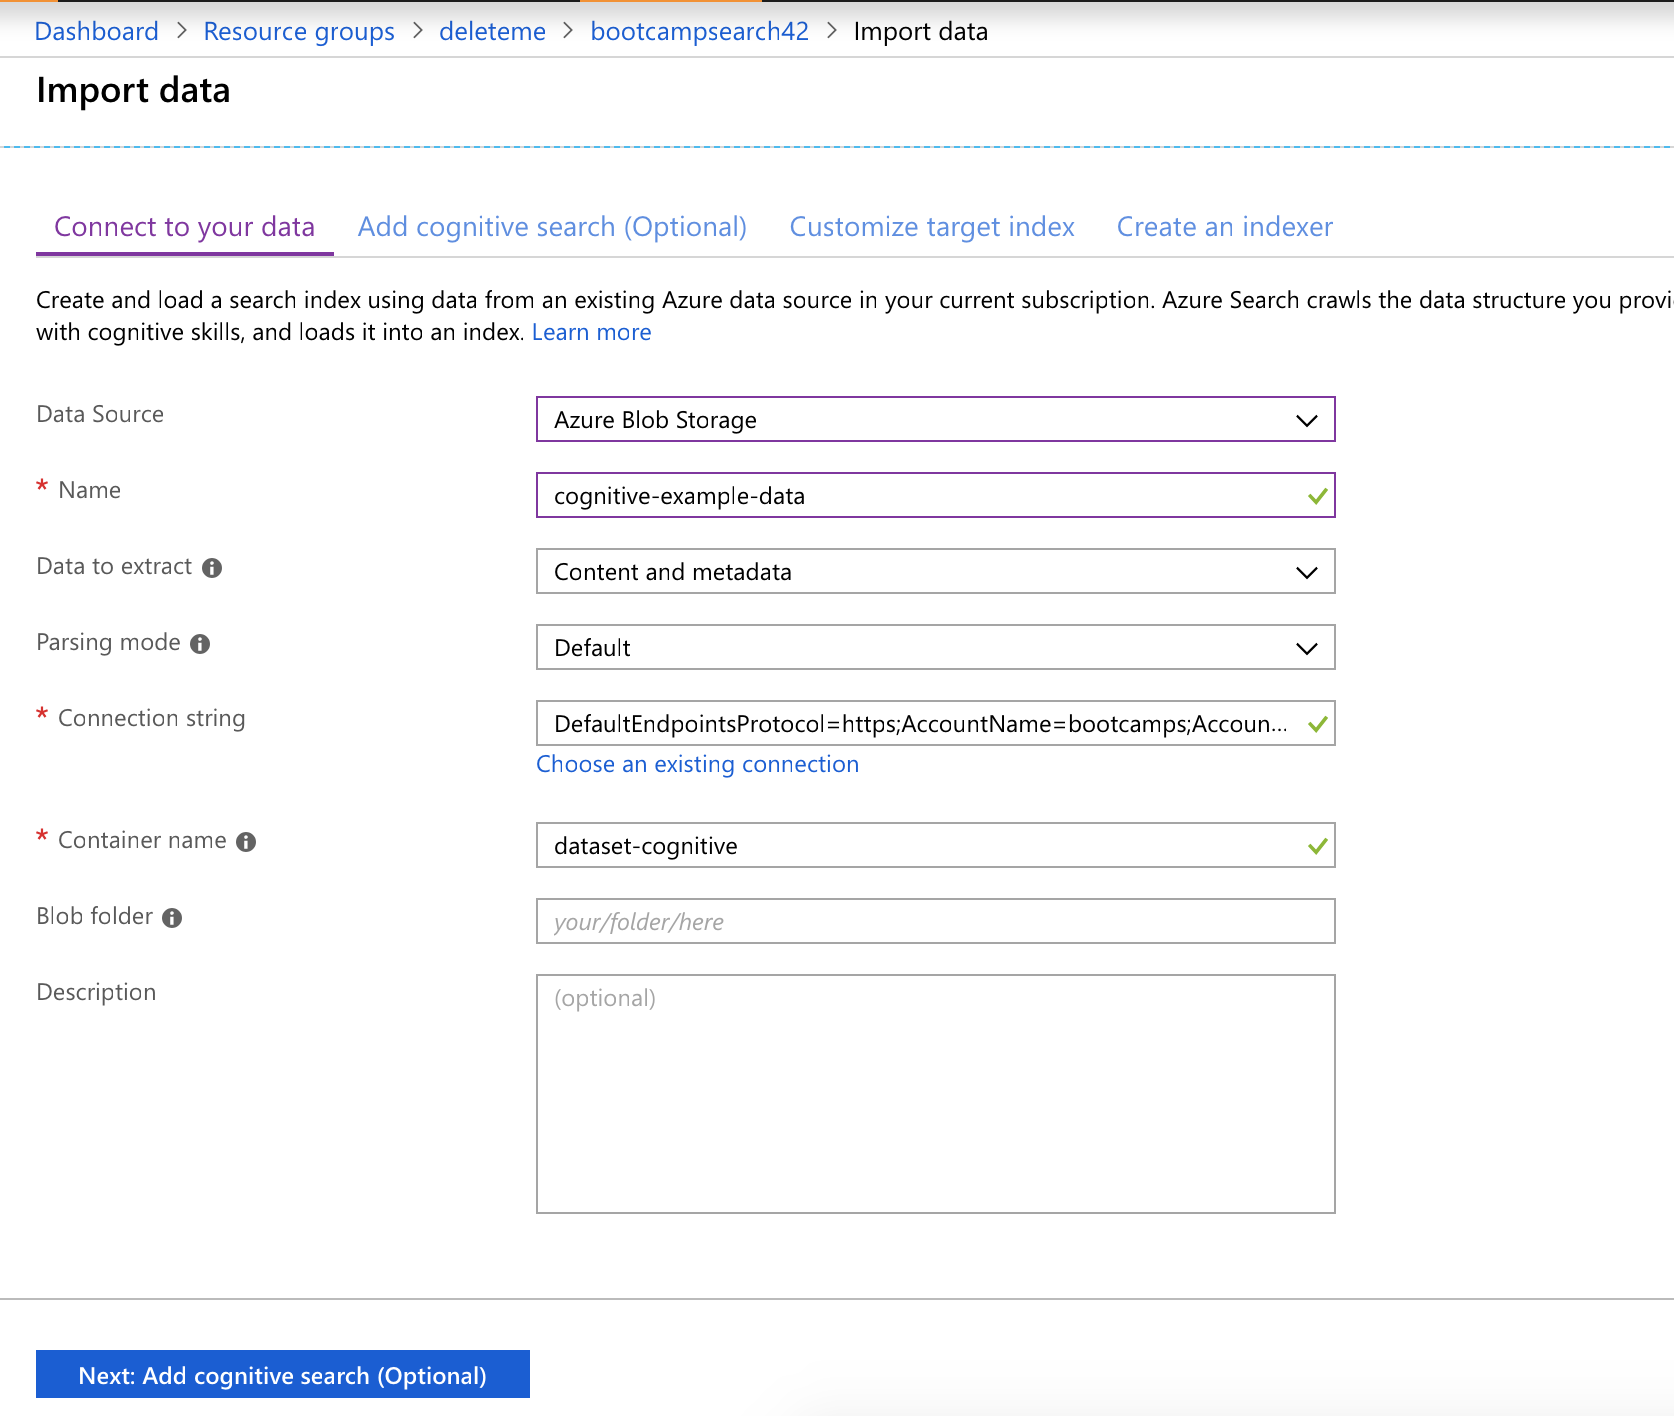 Dashboard > Resource groups > deleteme > bootcampsearch42 > Import data
Import data
Connect to your data Add cognitive search (Optional) Customize target index Create an indexer
Create and load a search index using data from an existing Azure data source in your current subscription. Azure Search crawls the data structure you provi
with cognitive skills, and loads it into an index. Learn more
Data Source Azure Blob Storage
* Name cognitive-example-data
Data to extract Content and metadata
Parsing mode Default
* Connection string DefaultEndpointsProtocol=https;AccountName=bootcamps;Accoun...
Choose an existing connection
* Container name dataset-cognitive
Blob folder your/folder/here
Description (optional)
Next: Add cognitive search (Optional)